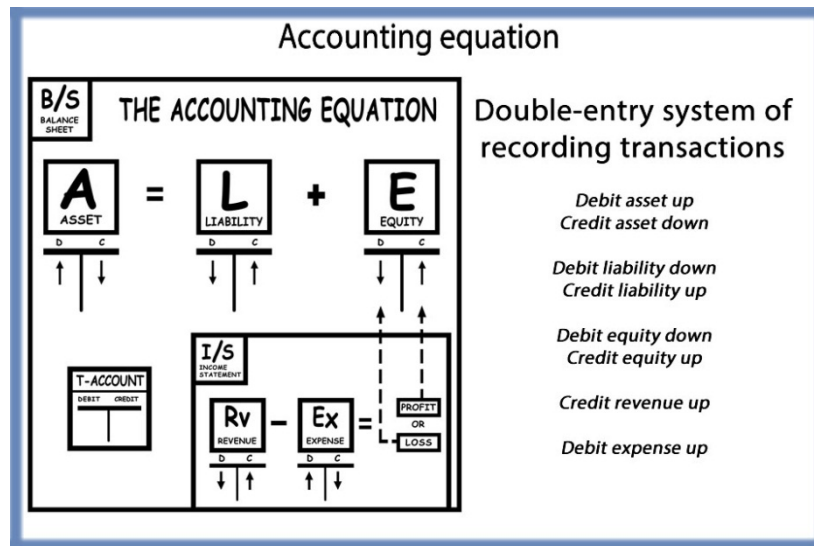 Accounting equation
B/S
BALANCE
SHEET
THE ACCOUNTING EQUATION
A = L + E
ASSET LIABILITY EQUITY
D C D C D C
T-ACCOUNT
DEBIT CREDIT
I/S
INCOME
STATEMENT
Rv - Ex =
REVENUE EXPENSE
D C D C
PROFIT
OR
LOSS
Double-entry system of
recording transactions
Debit asset up
Credit asset down
Debit liability down
Credit liability up
Debit equity down
Credit equity up
Credit revenue up
Debit expense up